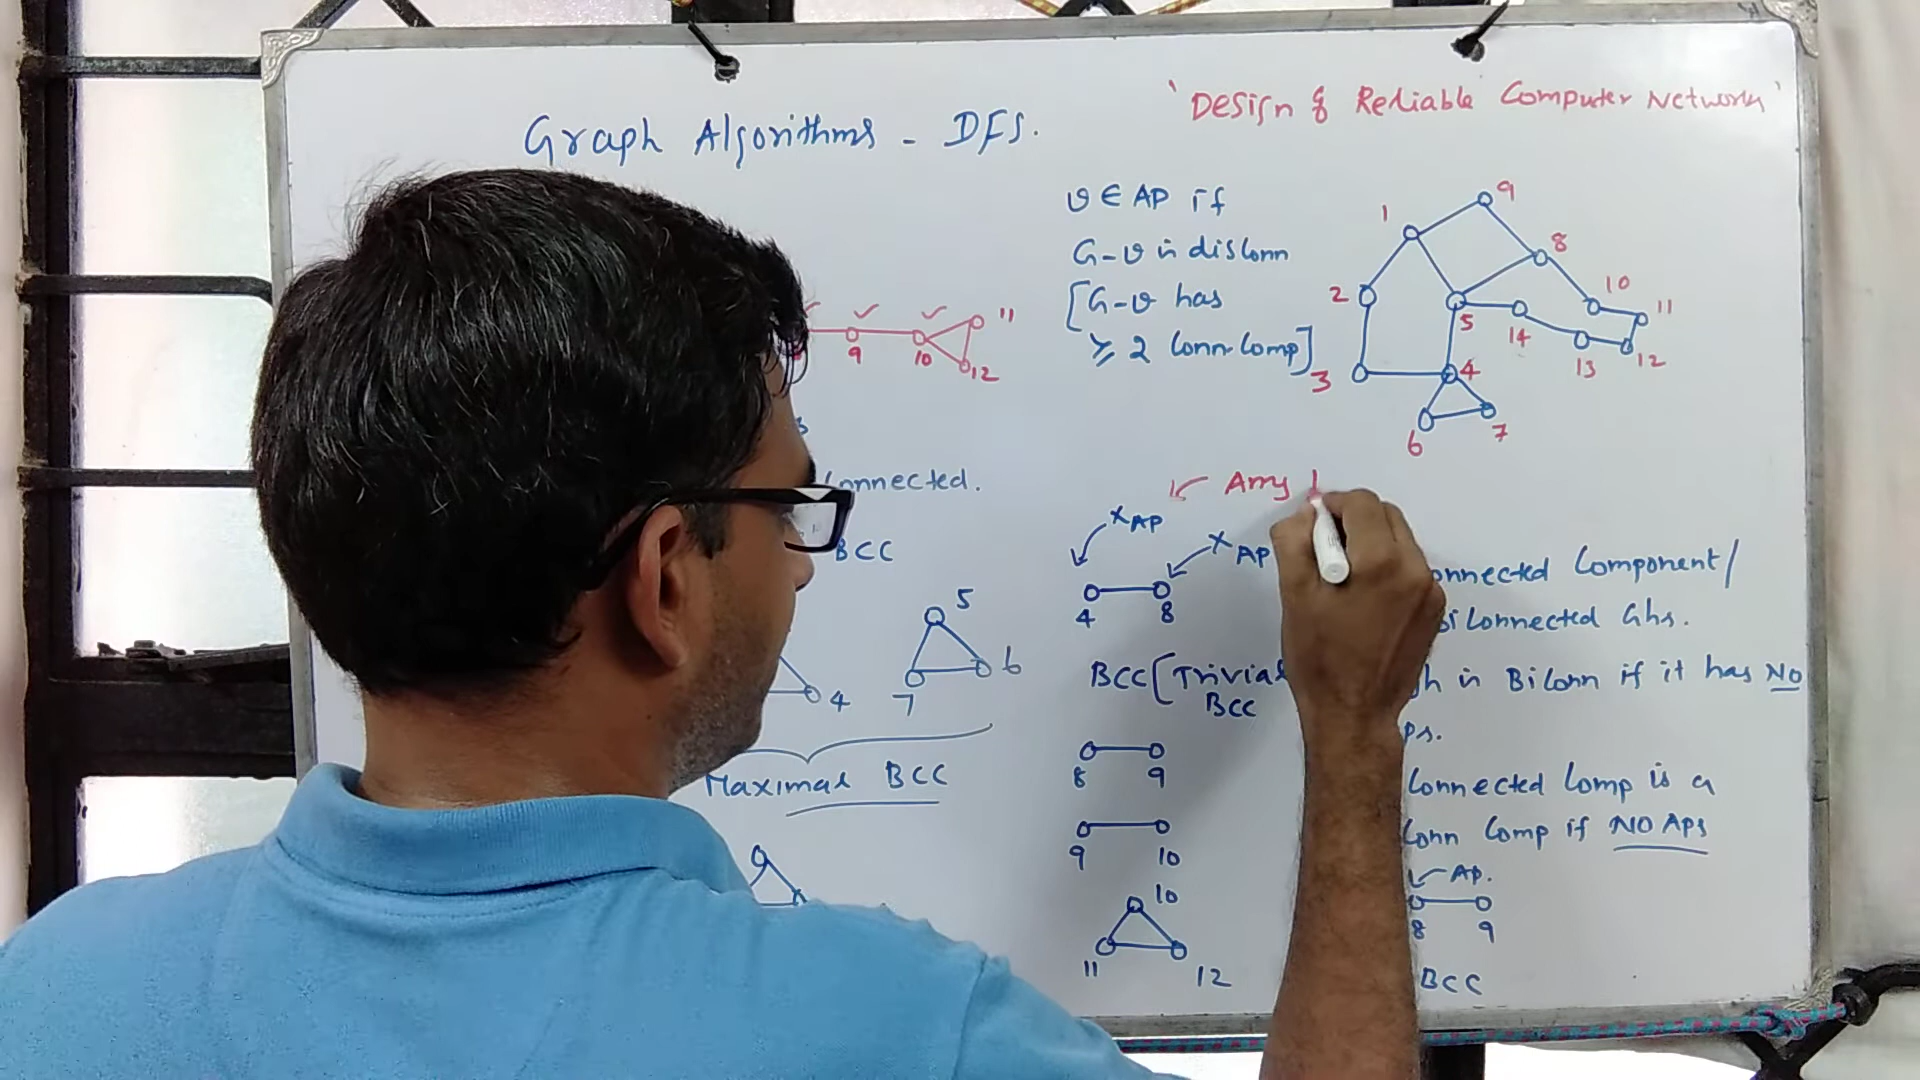 'Design of Reliable Computer Network'
Graph Algorithms - DFS.
v ∈ AP if
G-v is disconn
[G-v has
≥ 2 conn comp]
9
1
8
2
10
11
5
14
13
12
3
4
6
7
11
9
10
12
onnected.
BCC
5
4
7
6
Maximal BCC
Any
x AP
x AP
4
8
BCC [Trivial
BCC
8
9
9
10
10
11
12
onnected Component/
iconnected Ghs.
h is Biconn if it has NO
ps.
Connected Comp is a
conn Comp if NO APs
AP.
8
9
BCC